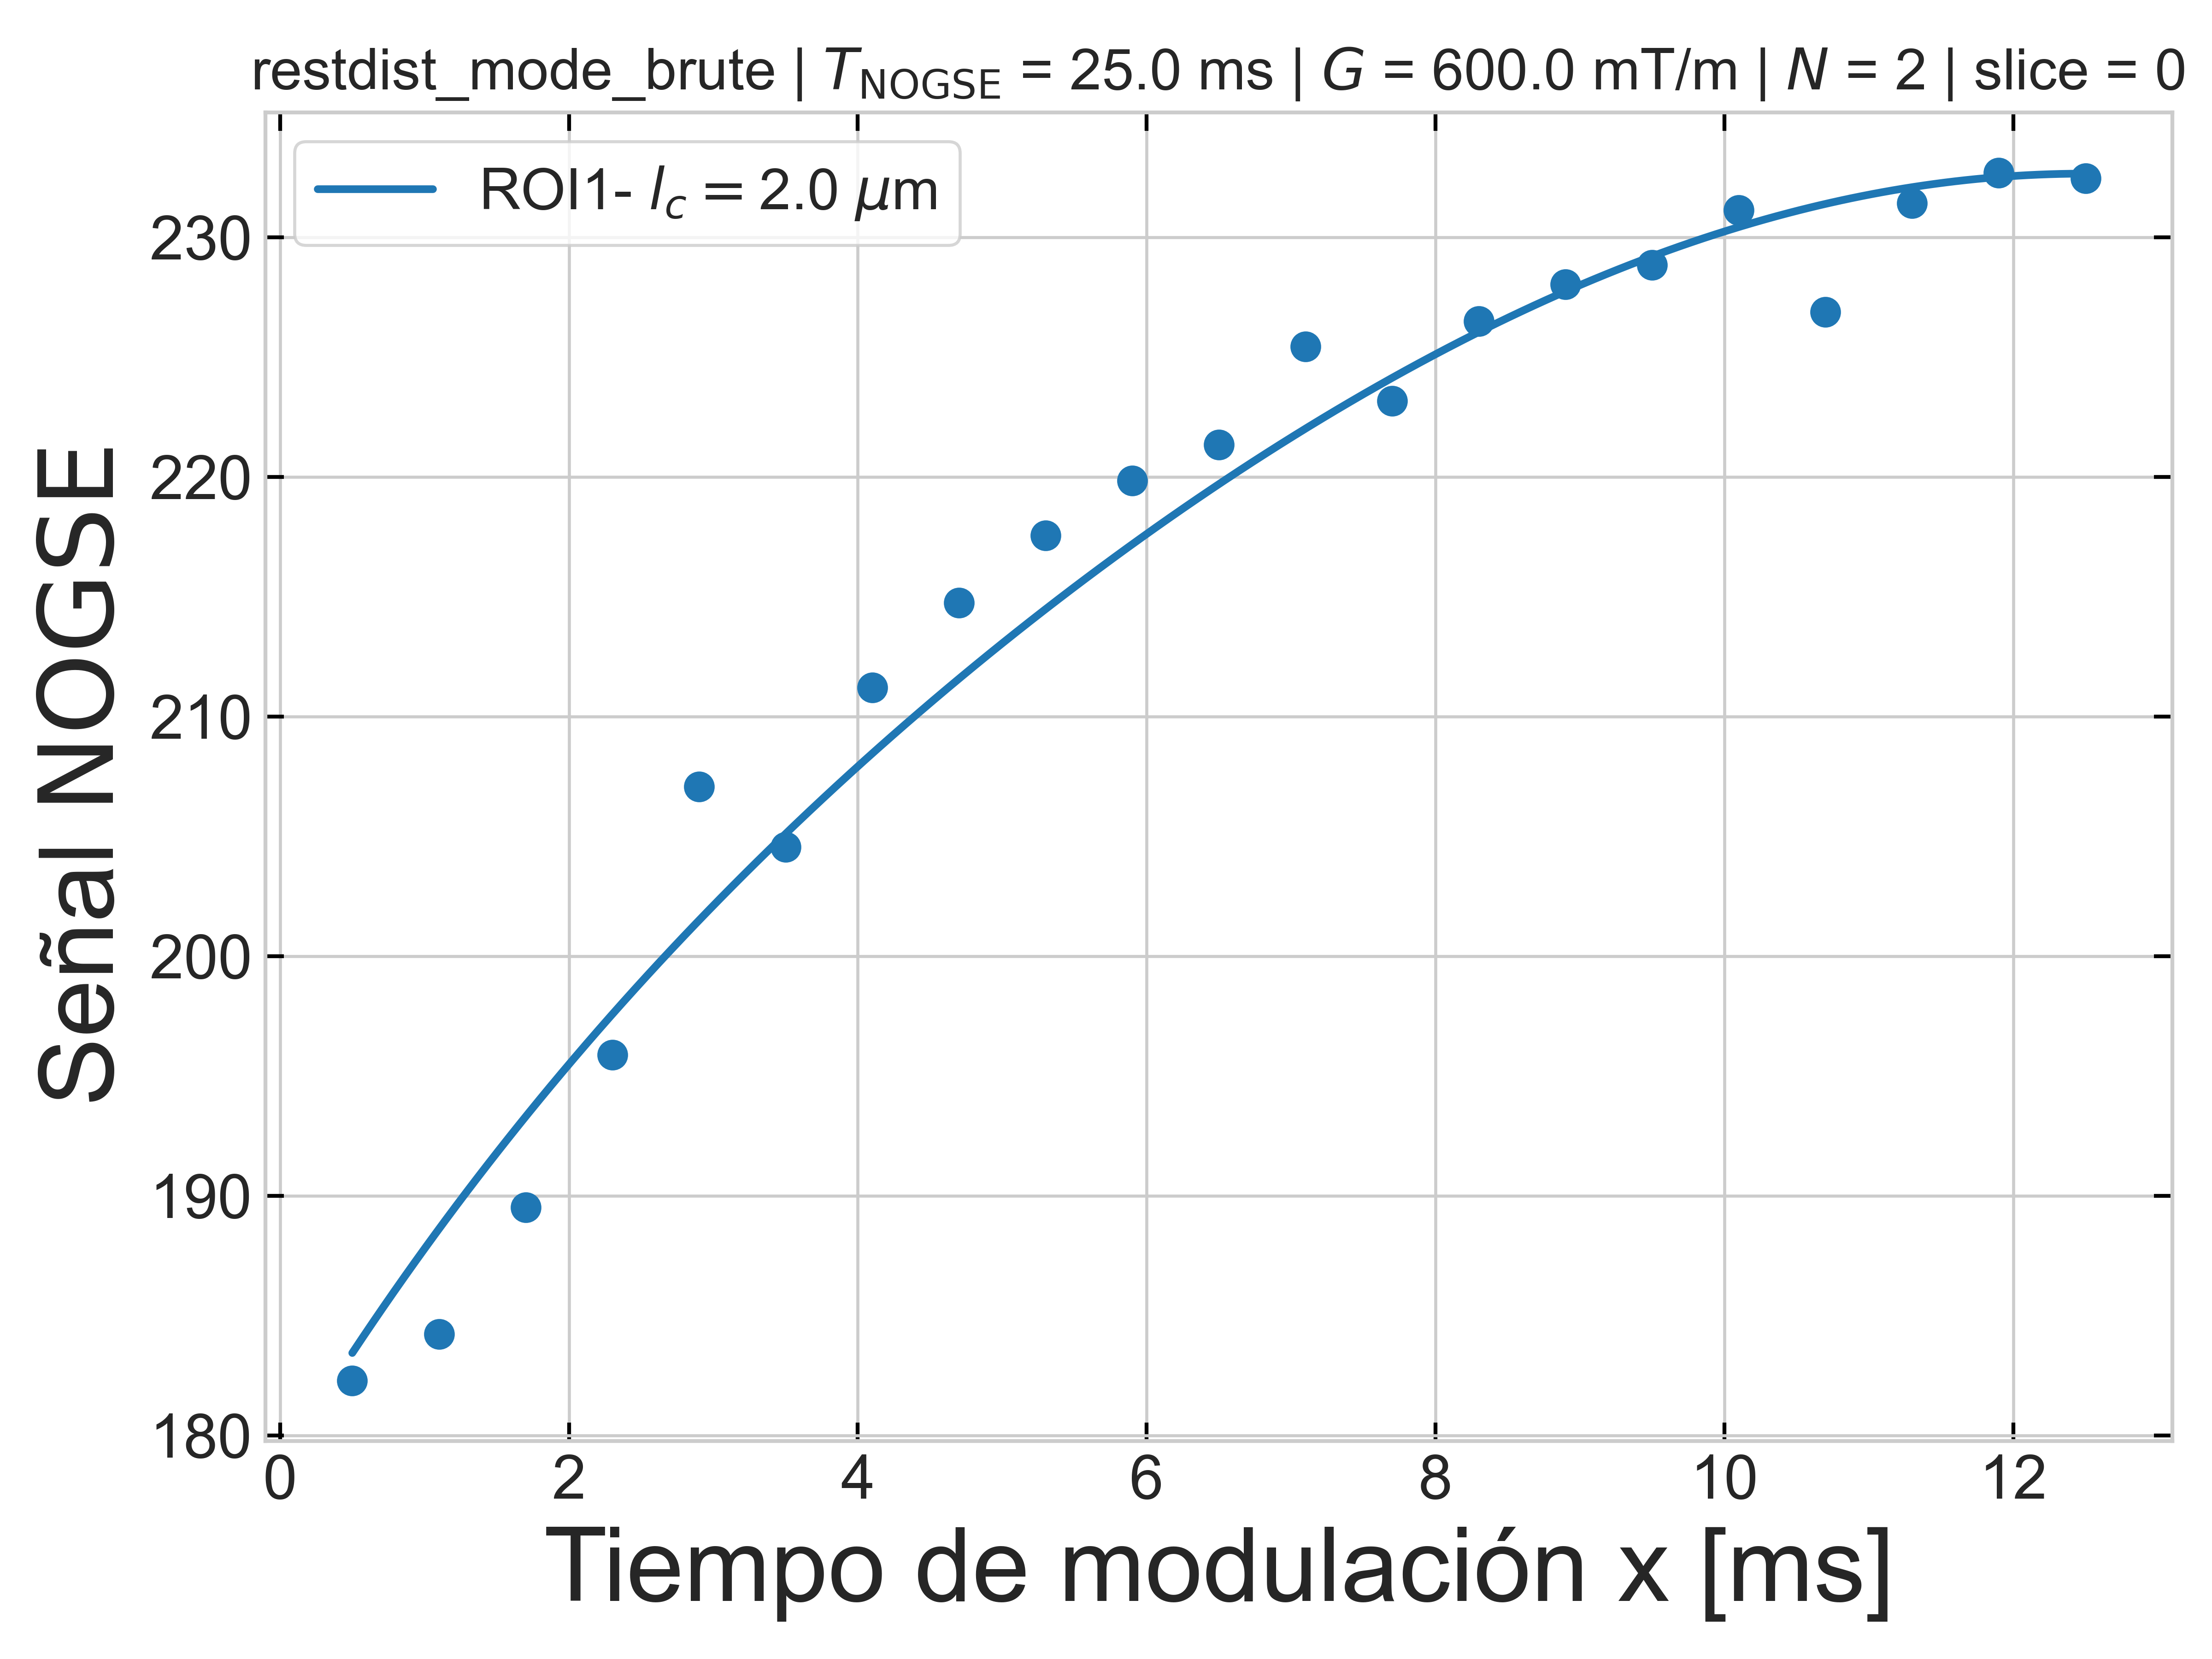 restdist_mode_brute | T_NOGSE = 25.0 ms | G = 600.0 mT/m | N = 2 | slice = 0
ROI1- l_c = 2.0 μm
230
220
210
200
190
180
Señal NOGSE
0 2 4 6 8 10 12
Tiempo de modulación x [ms]